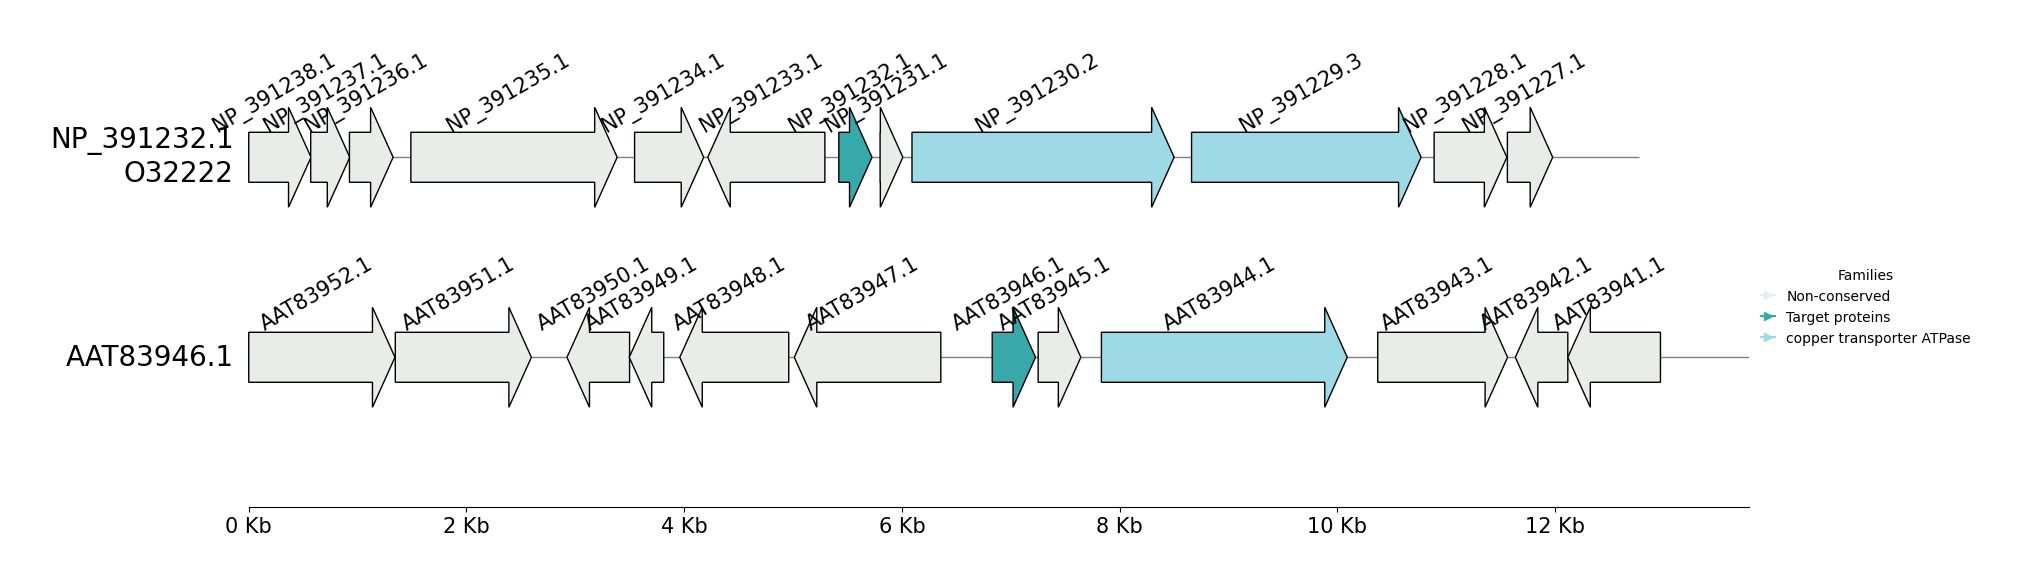 NP_391238.1
NP_391237.1
NP_391236.1
NP_391235.1
NP_391234.1
NP_391233.1
NP_391232.1
NP_391231.1
NP_391230.2
NP_391229.3
NP_391228.1
NP_391227.1
NP_391232.1
O32222
AAT83952.1
AAT83951.1
AAT83950.1
AAT83949.1
AAT83948.1
AAT83947.1
AAT83946.1
AAT83945.1
AAT83944.1
AAT83943.1
AAT83942.1
AAT83941.1
AAT83946.1
Families
Non-conserved
Target proteins
copper transporter ATPase
0 Kb
2 Kb
4 Kb
6 Kb
8 Kb
10 Kb
12 Kb